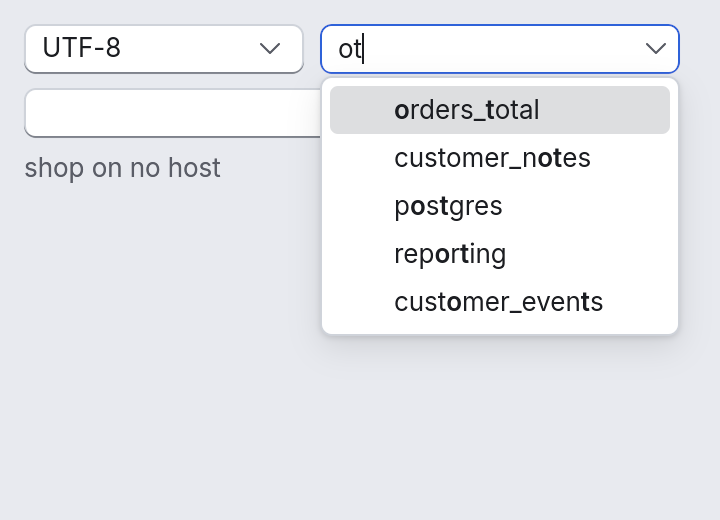 UTF-8
ot
orders_total
customer_notes
postgres
reporting
customer_events
shop on no host